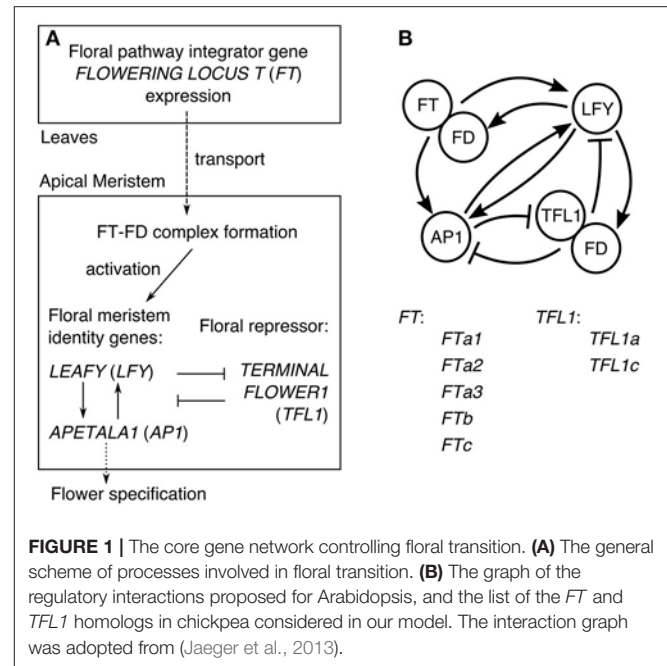 A
Floral pathway integrator gene
FLOWERING LOCUS T (FT)
expression
Leaves
transport
Apical Meristem
FT-FD complex formation
activation
Floral meristem
identity genes:
Floral repressor:
LEAFY (LFY)
TERMINAL
FLOWER1
(TFL1)
APETALA1 (AP1)
Flower specification
B
FT
FD
LFY
AP1
TFL1
FD
FT:
FTa1
FTa2
FTa3
FTb
FTc
TFL1:
TFL1a
TFL1c
FIGURE 1 | The core gene network controlling floral transition. (A) The general
scheme of processes involved in floral transition. (B) The graph of the
regulatory interactions proposed for Arabidopsis, and the list of the FT and
TFL1 homologs in chickpea considered in our model. The interaction graph
was adopted from (Jaeger et al., 2013).